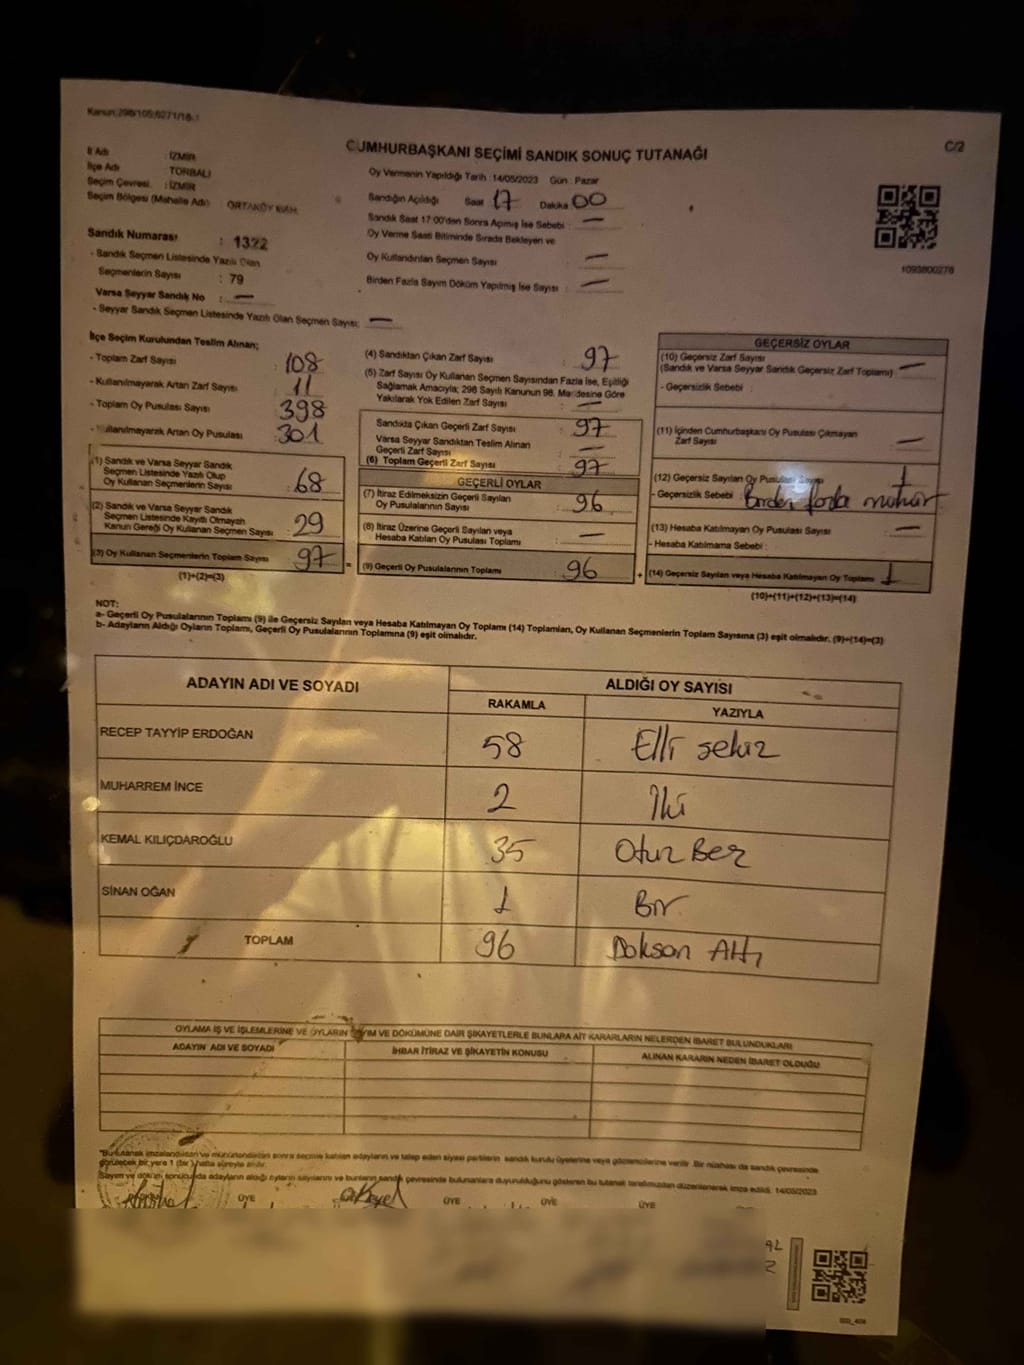 Kanun:298/105;6271/18-1
C/2
CUMHURBAŞKANI SEÇİMİ SANDIK SONUÇ TUTANAĞI
İl Adı : İZMİR
İlçe Adı : TORBALI
Seçim Çevresi : İZMİR
Seçim Bölgesi (Mahalle Adı) ORTAKÖY MAH.
Sandık Numarası : 1322
- Sandık Seçmen Listesinde Yazılı Olan
Seçmenlerin Sayısı : 79
Varsa Seyyar Sandık No : —
- Seyyar Sandık Seçmen Listesinde Yazılı Olan Seçmen Sayısı: —
Oy Vermenin Yapıldığı Tarih : 14/05/2023 Gün : Pazar
Sandığın Açıldığı Saat 17 Dakika 00
Sandık Saat 17:00'den Sonra Açılmış İse Sebebi : —
Oy Verme Saati Bitiminde Sırada Bekleyen ve
Oy Kullandırılan Seçmen Sayısı : —
Birden Fazla Sayım Döküm Yapılmış İse Sayısı : —
1093800278
İlçe Seçim Kurulundan Teslim Alınan;
- Toplam Zarf Sayısı : 108
- Kullanılmayarak Artan Zarf Sayısı : 11
- Toplam Oy Pusulası Sayısı : 398
- Kullanılmayarak Artan Oy Pusulası : 301
(1) Sandık ve Varsa Seyyar Sandık
Seçmen Listesinde Yazılı Olup
Oy Kullanan Seçmenlerin Sayısı : 68
(2) Sandık ve Varsa Seyyar Sandık
Seçmen Listesinde Kayıtlı Olmayan
Kanun Gereği Oy Kullanan Seçmen Sayısı : 29
(3) Oy Kullanan Seçmenlerin Toplam Sayısı : 97
(1)+(2)=(3)
(4) Sandıktan Çıkan Zarf Sayısı : 97
(5) Zarf Sayısı Oy Kullanan Seçmen Sayısından Fazla İse, Eşitliği
Sağlamak Amacıyla; 298 Sayılı Kanunun 98. Maddesine Göre
Yakılarak Yok Edilen Zarf Sayısı : —
Sandıkta Çıkan Geçerli Zarf Sayısı : 97
Varsa Seyyar Sandıktan Teslim Alınan
Geçerli Zarf Sayısı : —
(6) Toplam Geçerli Zarf Sayısı : 97
GEÇERLİ OYLAR
(7) İtiraz Edilmeksizin Geçerli Sayılan
Oy Pusulalarının Sayısı : 96
(8) İtiraz Üzerine Geçerli Sayılan veya
Hesaba Katılan Oy Pusulası Toplamı : —
= (9) Geçerli Oy Pusulalarının Toplamı : 96
GEÇERSİZ OYLAR
(10) Geçersiz Zarf Sayısı
(Sandık ve Varsa Seyyar Sandık Geçersiz Zarf Toplamı) —
- Geçersizlik Sebebi :
(11) İçinden Cumhurbaşkanı Oy Pusulası Çıkmayan
Zarf Sayısı : —
(12) Geçersiz Sayılan Oy Pusulası Sayısı 1
- Geçersizlik Sebebi : Birden fazla mühür
(13) Hesaba Katılmayan Oy Pusulası Sayısı : —
- Hesaba Katılmama Sebebi :
+ (14) Geçersiz Sayılan veya Hesaba Katılmayan Oy Toplamı : 1
(10)+(11)+(12)+(13)=(14)
NOT:
a- Geçerli Oy Pusulalarının Toplamı (9) ile Geçersiz Sayılan veya Hesaba Katılmayan Oy Toplamı (14) Toplamları, Oy Kullanan Seçmenlerin Toplam Sayısına (3) eşit olmalıdır. (9)+(14)=(3)
b- Adayların Aldığı Oyların Toplamı, Geçerli Oy Pusulalarının Toplamına (9) eşit olmalıdır.
ADAYIN ADI VE SOYADI ALDIĞI OY SAYISI
RAKAMLA YAZIYLA
RECEP TAYYİP ERDOĞAN 58 Elli sekiz
MUHARREM İNCE 2 İki
KEMAL KILIÇDAROĞLU 35 Otuz Beş
SİNAN OĞAN 1 Bir
TOPLAM 96 Doksan Altı
OYLAMA İŞ VE İŞLEMLERİNE VE OYLARIN SAYIM VE DÖKÜMÜNE DAİR ŞİKAYETLERLE BUNLARA AİT KARARLARIN NELERDEN İBARET BULUNDUKLARI
ADAYIN ADI VE SOYADI İHBAR İTİRAZ VE ŞİKAYETİN KONUSU ALINAN KARARIN NEDEN İBARET OLDUĞU
"Bu tutanak imzalandıktan ve mühürlendikten sonra seçime katılan adayların ve talep eden siyasi partilerin sandık kurulu üyelerine veya gözlemcilerine verilir. Bir nüshası da sandık çevresinde
görülecek bir yere 1 (bir) hafta süreyle asılır.
Sayım ve döküm sonucunda adayların aldığı oyların sayılarını ve bunların sandık çevresinde bulunanlara duyurulduğunu gösteren bu tutanak tarafımızdan düzenlenerek imza edildi. 14/05/2023
ÜYE ÜYE ÜYE ÜYE